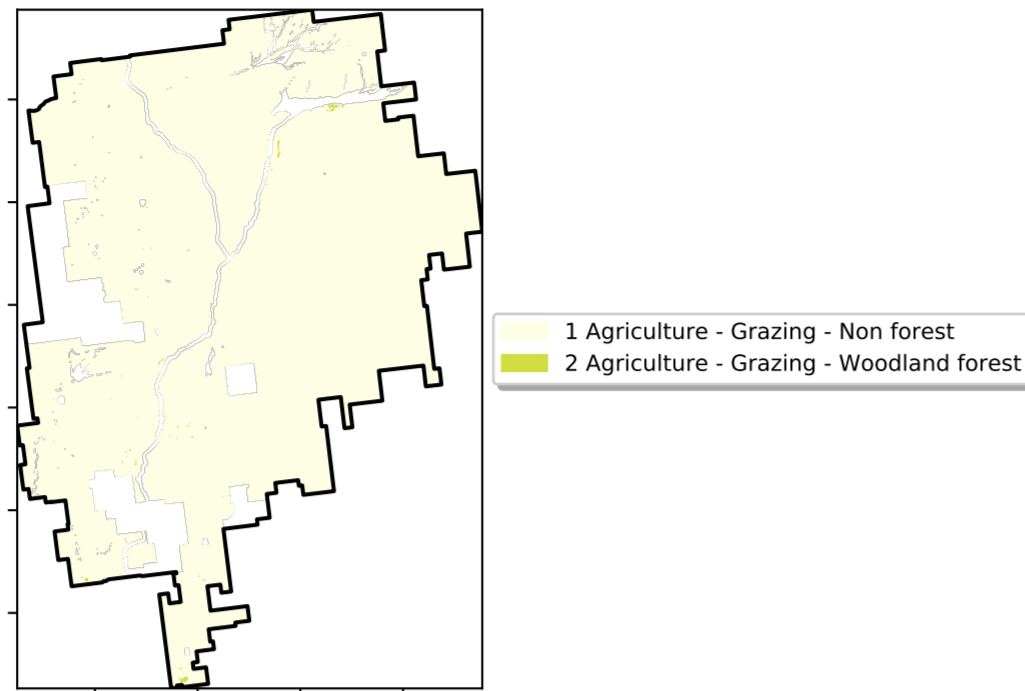 1 Agriculture - Grazing - Non forest
2 Agriculture - Grazing - Woodland forest